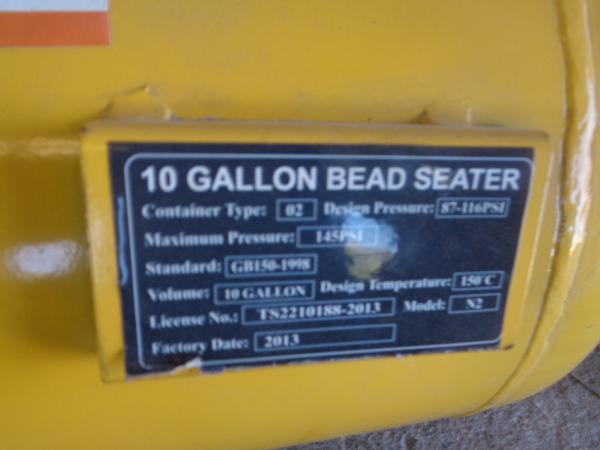 10 GALLON BEAD SEATER
Container Type: 02 Design Pressure: 87-116PSI
Maximum Pressure: 145PSI
Standard: GB150-1998
Volume: 10 GALLON Design Temperature: 150°C
License No.: TS2210188-2013 Model: N2
Factory Date: 2013